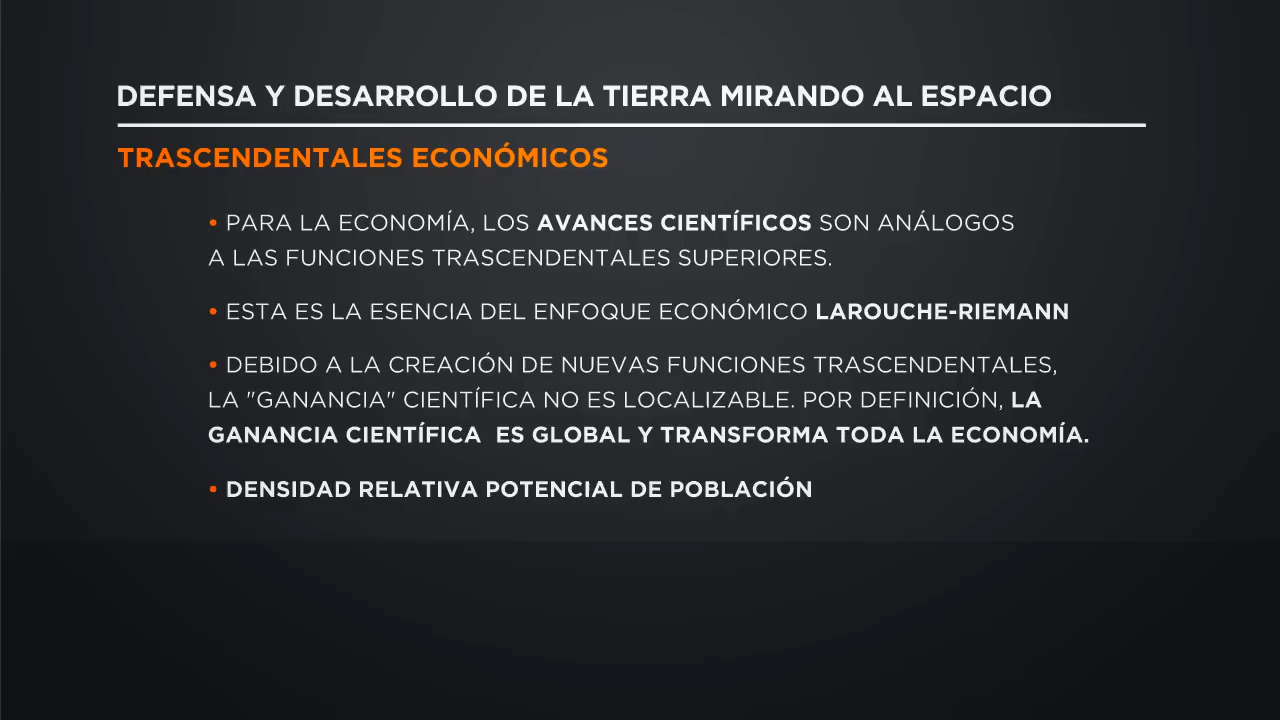 DEFENSA Y DESARROLLO DE LA TIERRA MIRANDO AL ESPACIO
TRASCENDENTALES ECONÓMICOS
• PARA LA ECONOMÍA, LOS AVANCES CIENTÍFICOS SON ANÁLOGOS
A LAS FUNCIONES TRASCENDENTALES SUPERIORES.
• ESTA ES LA ESENCIA DEL ENFOQUE ECONÓMICO LAROUCHE-RIEMANN
• DEBIDO A LA CREACIÓN DE NUEVAS FUNCIONES TRASCENDENTALES,
LA "GANANCIA" CIENTÍFICA NO ES LOCALIZABLE. POR DEFINICIÓN, LA
GANANCIA CIENTÍFICA  ES GLOBAL Y TRANSFORMA TODA LA ECONOMÍA.
• DENSIDAD RELATIVA POTENCIAL DE POBLACIÓN